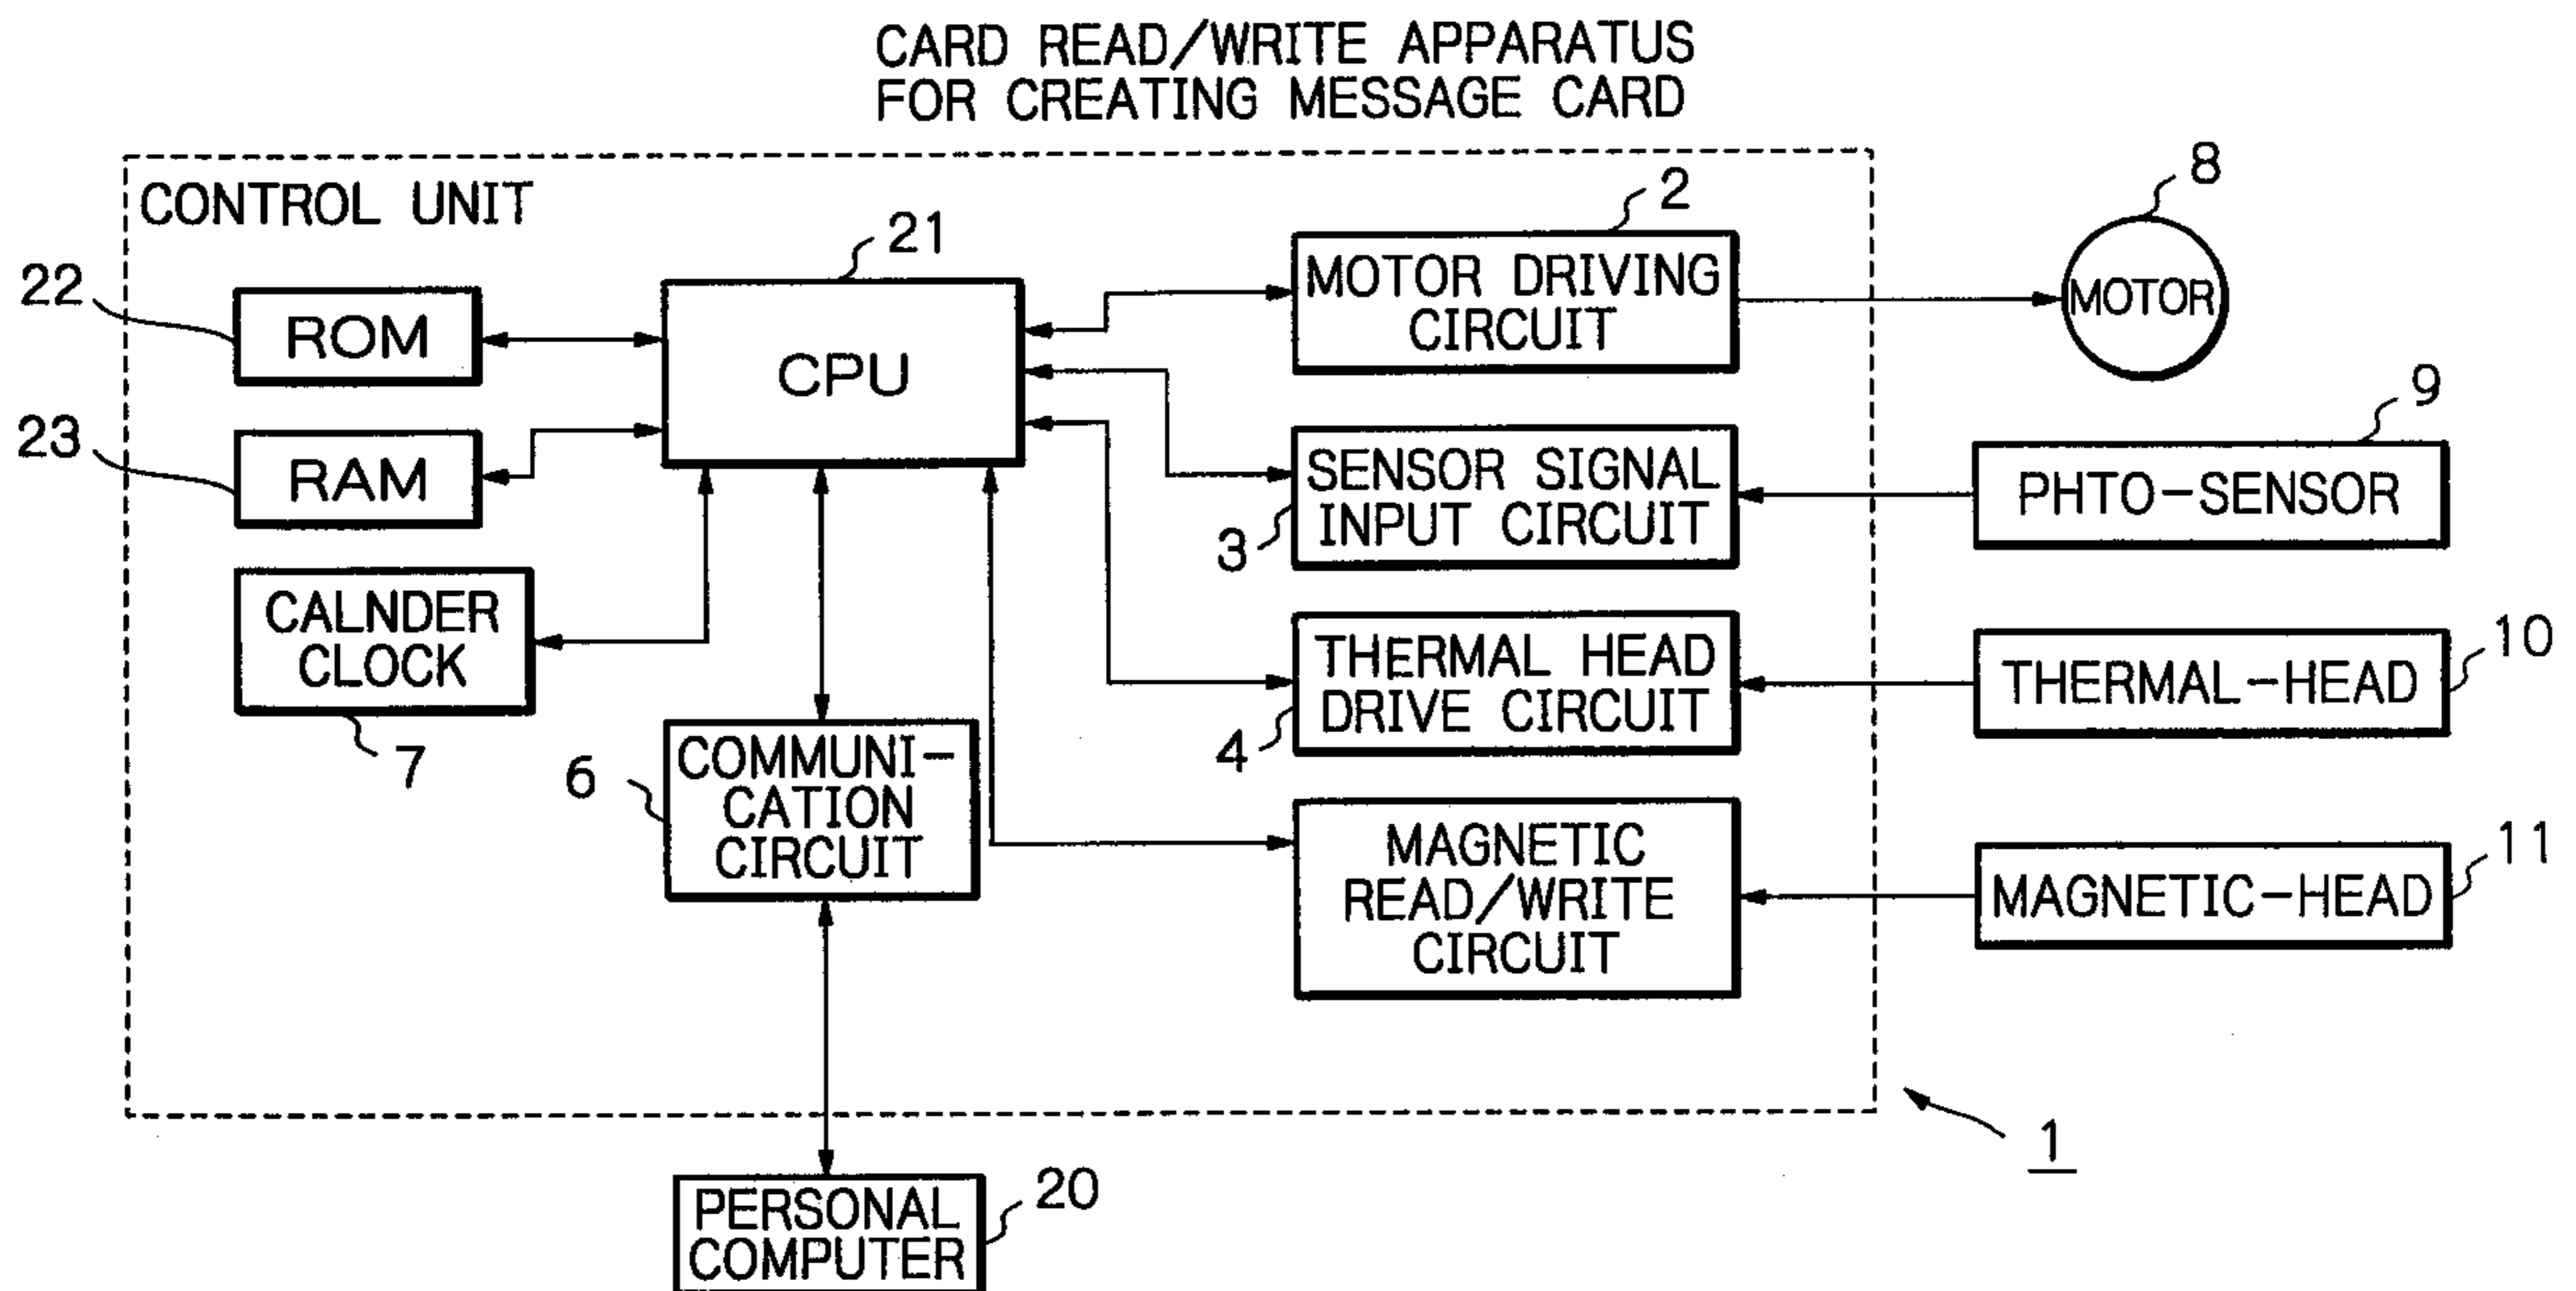 CARD READ/WRITE APPARATUS
FOR CREATING MESSAGE CARD
CONTROL UNIT
21
2
8
22
ROM
CPU
MOTOR DRIVING
CIRCUIT
MOTOR
23
RAM
3
SENSOR SIGNAL
INPUT CIRCUIT
9
PHTO-SENSOR
CALNDER
CLOCK
7
4
THERMAL HEAD
DRIVE CIRCUIT
10
THERMAL-HEAD
6
COMMUNI-
CATION
CIRCUIT
MAGNETIC
READ/WRITE
CIRCUIT
11
MAGNETIC-HEAD
1
20
PERSONAL
COMPUTER